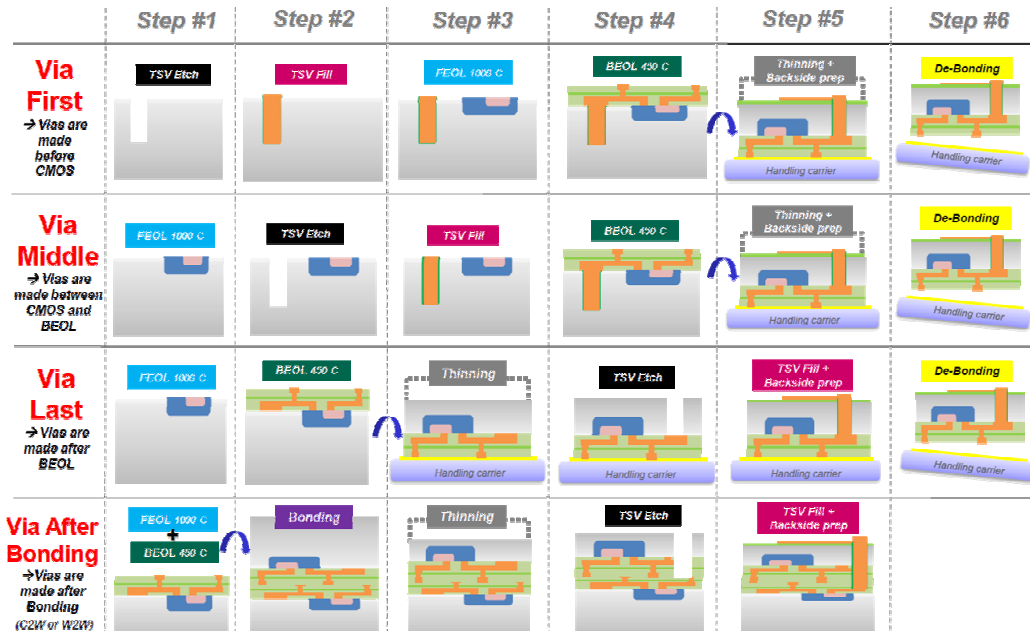 Step #1 Step #2 Step #3 Step #4 Step #5 Step #6
Via
First
→ Vias are
made
before
CMOS
TSV Etch
TSV Fill
FEOL 1000 C
BEOL 450 C
Thinning +
Backside prep
Handling carrier
De-Bonding
Handling carrier
Via
Middle
→ Vias are
made between
CMOS and
BEOL
FEOL 1000 C
TSV Etch
TSV Fill
BEOL 450 C
Thinning +
Backside prep
Handling carrier
De-Bonding
Handling carrier
Via
Last
→ Vias are
made after
BEOL
FEOL 1000 C
BEOL 450 C
Thinning
Handling carrier
TSV Etch
Handling carrier
TSV Fill +
Backside prep
Handling carrier
De-Bonding
Handling carrier
Via After
Bonding
→Vias are
made after
Bonding
(C2W or W2W)
FEOL 1000 C
+
BEOL 450 C
Bonding
Thinning
TSV Etch
TSV Fill +
Backside prep